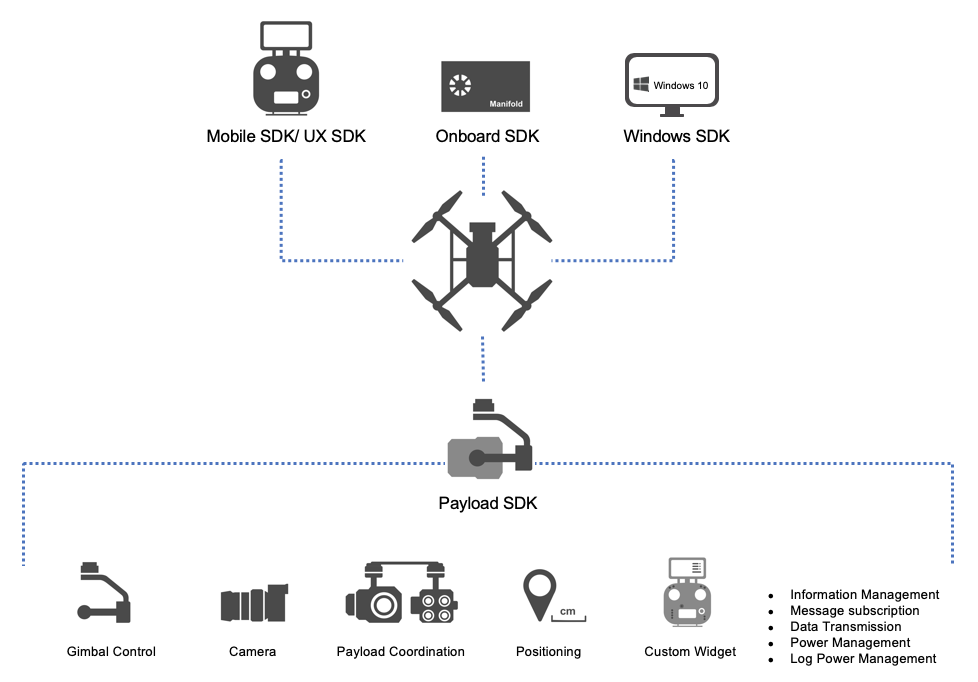 Manifold
Windows 10
Mobile SDK/ UX SDK
Onboard SDK
Windows SDK
Payload SDK
cm
Gimbal Control
Camera
Payload Coordination
Positioning
Custom Widget
• Information Management
• Message subscription
• Data Transmission
• Power Management
• Log Power Management